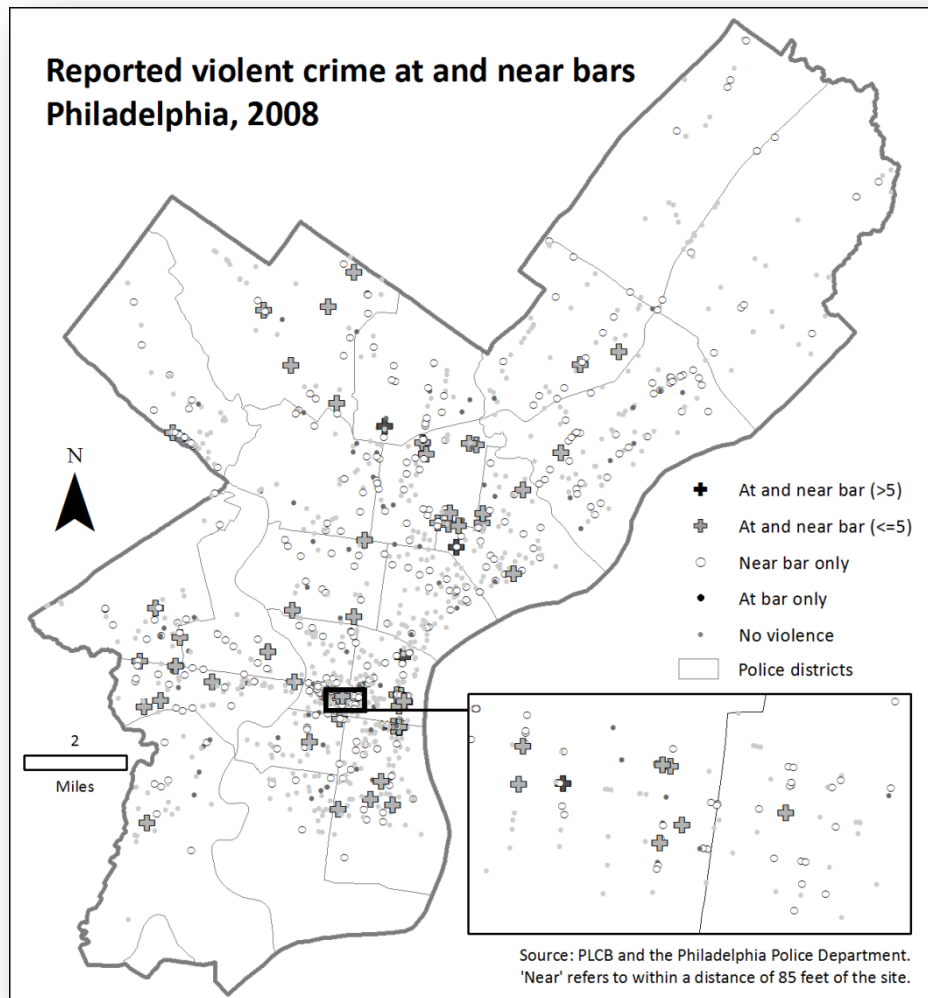 Reported violent crime at and near bars
Philadelphia, 2008
N
At and near bar (>5)
At and near bar (<=5)
Near bar only
At bar only
No violence
Police districts
2
Miles
Source: PLCB and the Philadelphia Police Department.
'Near' refers to within a distance of 85 feet of the site.